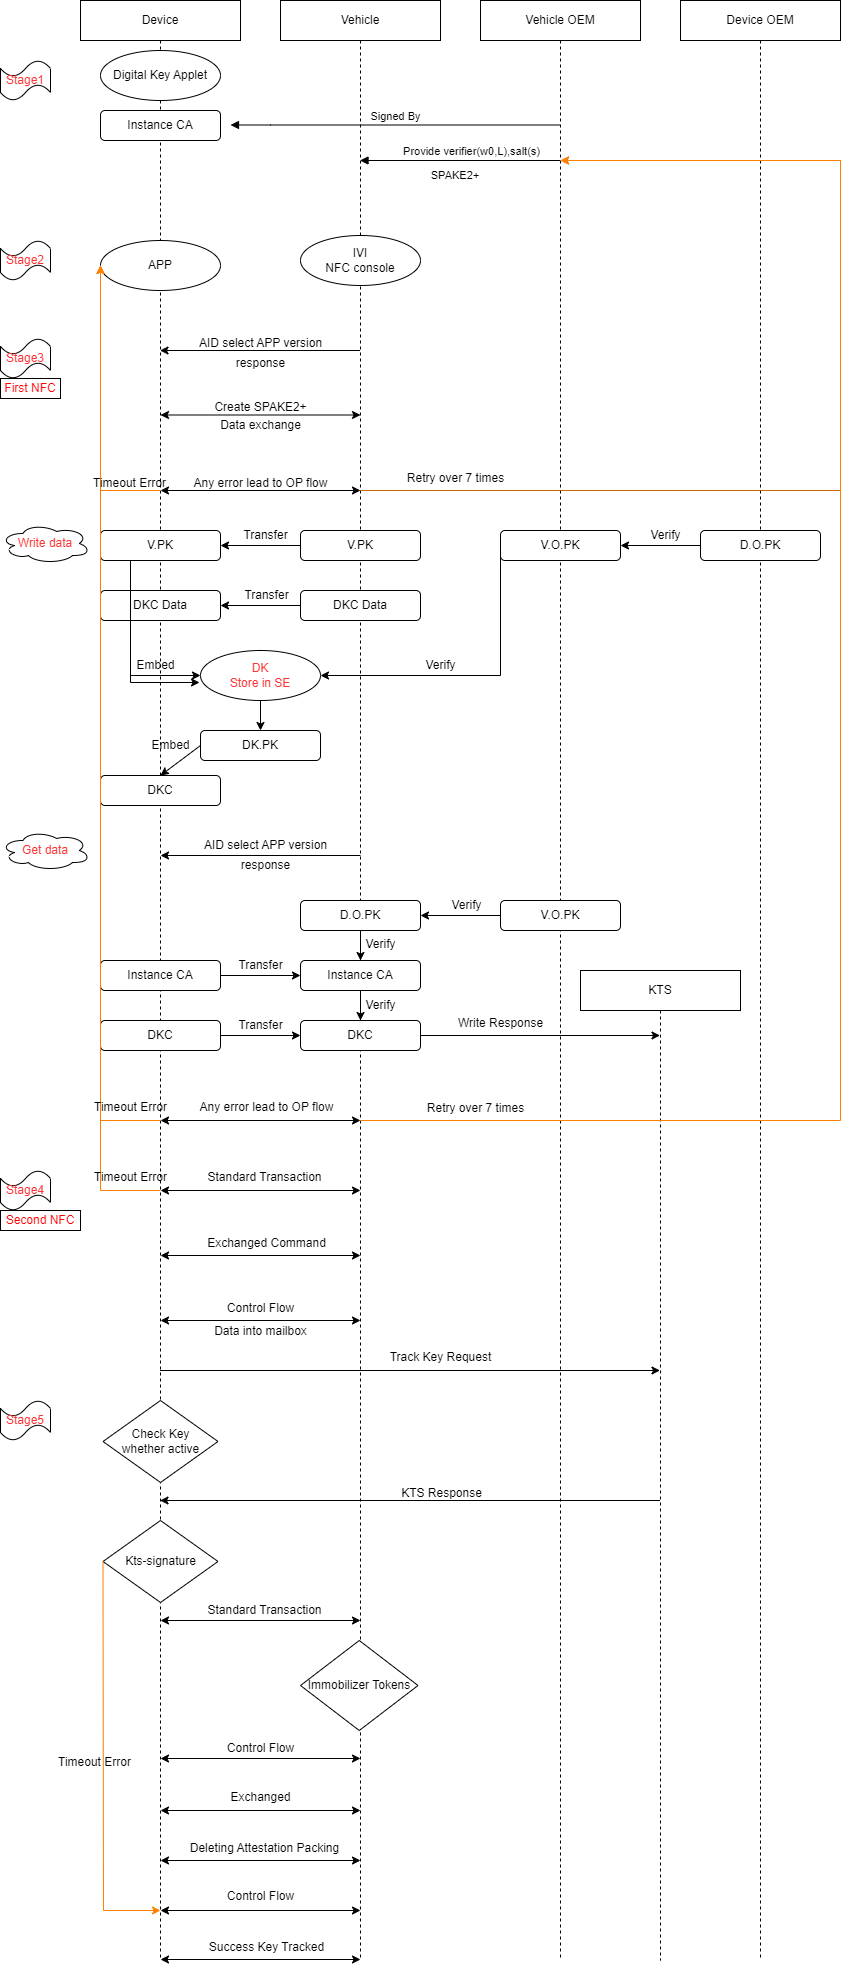 Device
Vehicle
Vehicle OEM
Device OEM
Stage1
Digital Key Applet
Instance CA
Signed By
Provide verifier(w0,L),salt(s)
SPAKE2+
Stage2
APP
IVI
NFC console
Stage3
First NFC
AID select APP version
response
Create SPAKE2+
Data exchange
Timeout Error
Any error lead to OP flow
Retry over 7 times
Write data
V.PK
Transfer
V.PK
V.O.PK
Verify
D.O.PK
DKC Data
Transfer
DKC Data
Embed
DK
Store in SE
Verify
Embed
DK.PK
DKC
Get data
AID select APP version
response
D.O.PK
Verify
V.O.PK
Verify
Instance CA
Transfer
Instance CA
KTS
Verify
DKC
Transfer
DKC
Write Response
Timeout Error
Any error lead to OP flow
Retry over 7 times
Stage4
Second NFC
Timeout Error
Standard Transaction
Exchanged Command
Control Flow
Data into mailbox
Track Key Request
Stage5
Check Key
whether active
KTS Response
Kts-signature
Standard Transaction
Immobilizer Tokens
Control Flow
Timeout Error
Exchanged
Deleting Attestation Packing
Control Flow
Success Key Tracked